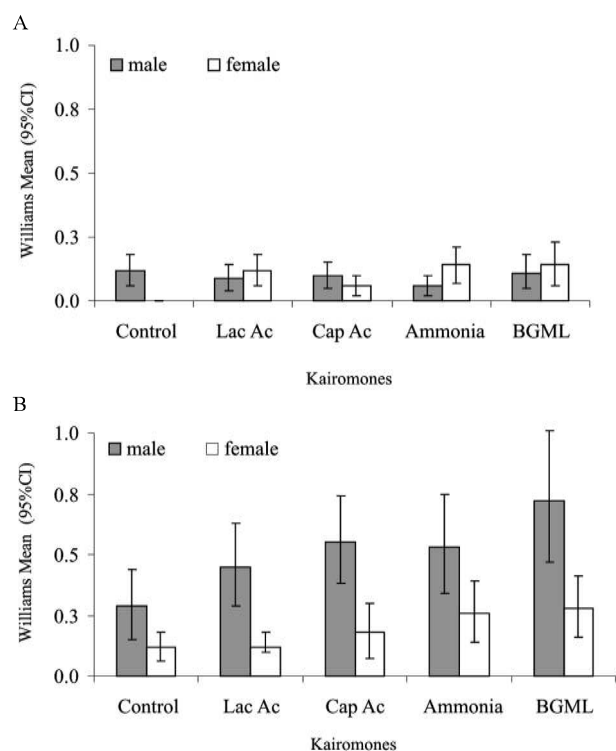 A
1.0
0.8
0.5
0.3
0.0
Williams Mean (95%CI)
male female
Control Lac Ac Cap Ac Ammonia BGML
Kairomones
B
1.0
0.8
0.5
0.3
0.0
Williams Mean (95%CI)
male female
Control Lac Ac Cap Ac Ammonia BGML
Kairomones